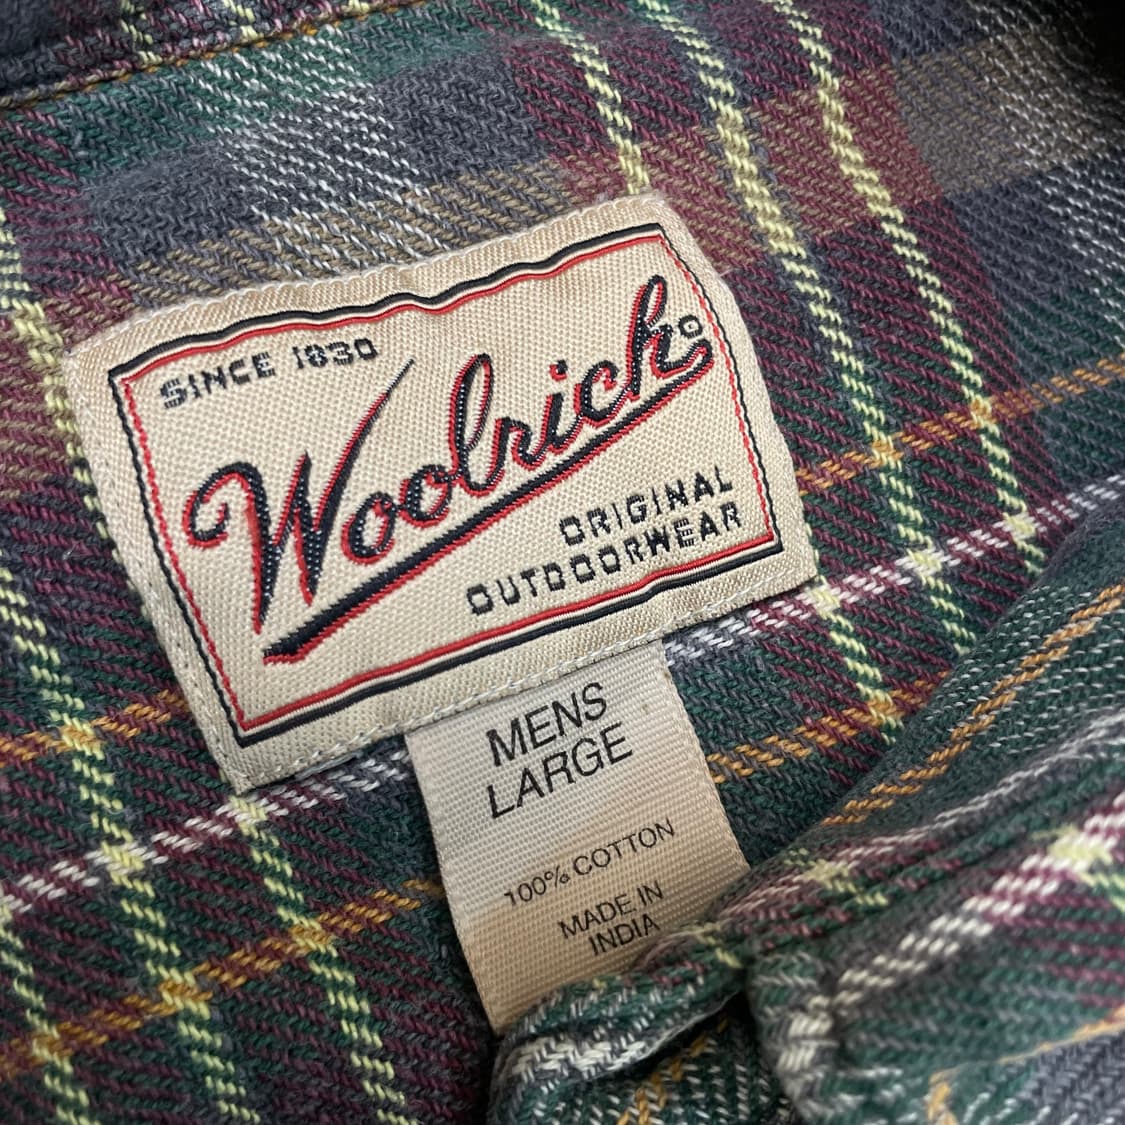 SINCE 1830
Woolrich
ORIGINAL
OUTDOORWEAR
MENS
LARGE
100% COTTON
MADE IN
INDIA